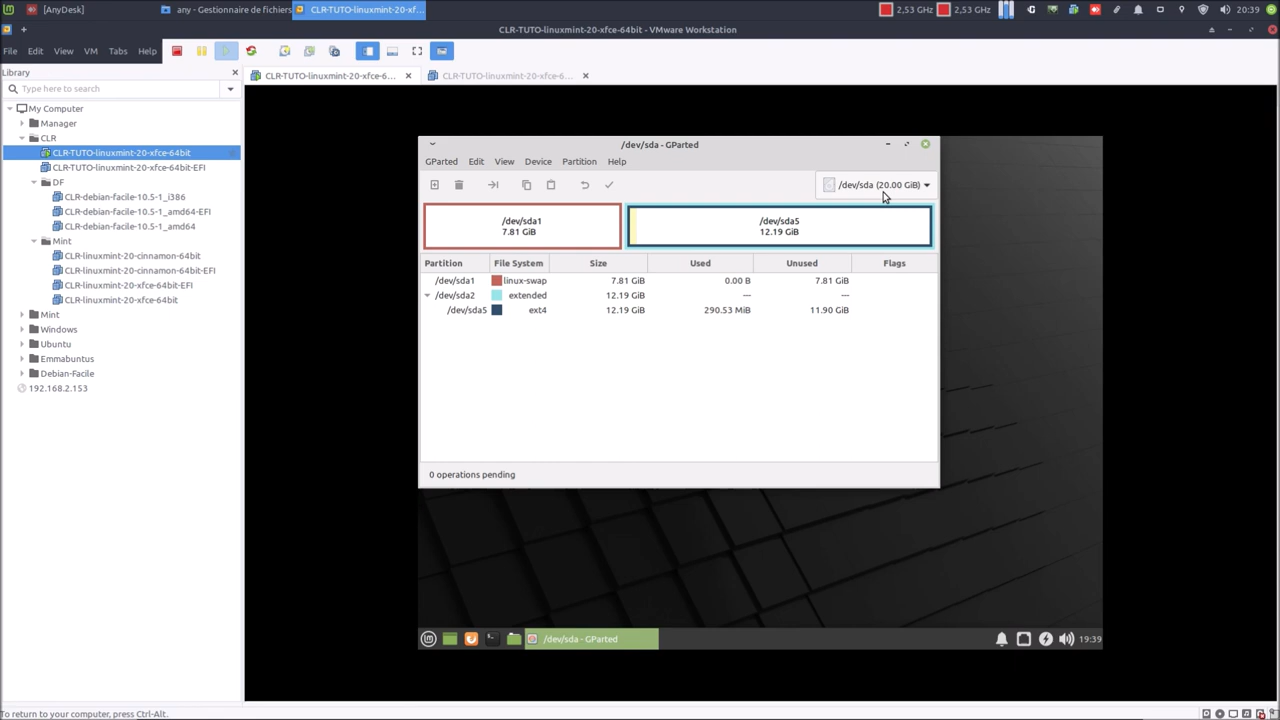 [AnyDesk]
any - Gestionnaire de fichiers
CLR-TUTO-linuxmint-20-xf...
2,53 GHz
2,53 GHz
20:39
CLR-TUTO-linuxmint-20-xfce-64bit - VMware Workstation
File Edit View VM Tabs Help
Library
Type here to search
My Computer
Manager
CLR
CLR-TUTO-linuxmint-20-xfce-64bit
CLR-TUTO-linuxmint-20-xfce-64bit-EFI
DF
CLR-debian-facile-10.5-1_i386
CLR-debian-facile-10.5-1_amd64-EFI
CLR-debian-facile-10.5-1_amd64
Mint
CLR-linuxmint-20-cinnamon-64bit
CLR-linuxmint-20-cinnamon-64bit-EFI
CLR-linuxmint-20-xfce-64bit-EFI
CLR-linuxmint-20-xfce-64bit
Mint
Windows
Ubuntu
Emmabuntus
Debian-Facile
192.168.2.153
CLR-TUTO-linuxmint-20-xfce-6...
CLR-TUTO-linuxmint-20-xfce-6...
/dev/sda - GParted
GParted Edit View Device Partition Help
/dev/sda (20.00 GiB)
/dev/sda1
7.81 GiB
/dev/sda5
12.19 GiB
Partition File System Size Used Unused Flags
/dev/sda1 linux-swap 7.81 GiB 0.00 B 7.81 GiB
/dev/sda2 extended 12.19 GiB --- ---
/dev/sda5 ext4 12.19 GiB 290.53 MiB 11.90 GiB
0 operations pending
/dev/sda - GParted
19:39
To return to your computer, press Ctrl-Alt.